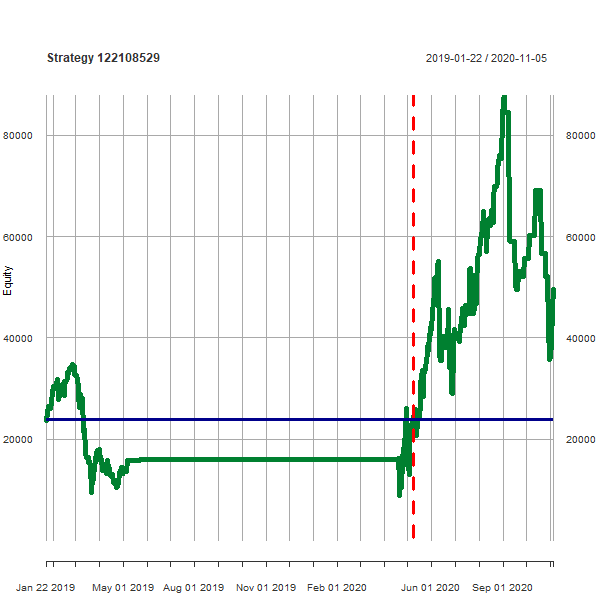 Strategy 122108529
2019-01-22 / 2020-11-05
80000
80000
60000
60000
Equity
40000
40000
20000
20000
Jan 22 2019
May 01 2019
Aug 01 2019
Nov 01 2019
Feb 01 2020
Jun 01 2020
Sep 01 2020